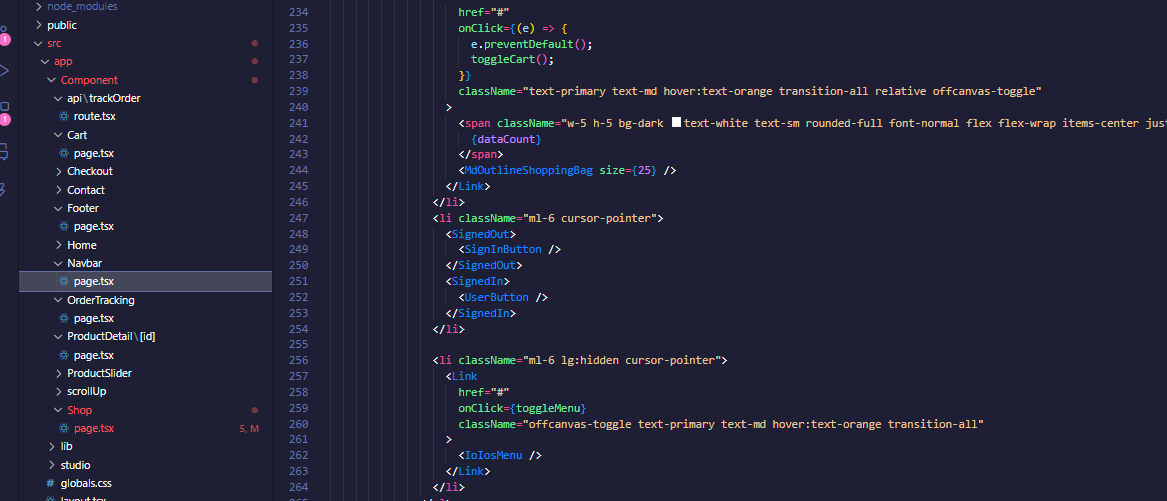 node_modules
public
src
app
Component
api\trackOrder
route.tsx
Cart
page.tsx
Checkout
Contact
Footer
page.tsx
Home
Navbar
page.tsx
OrderTracking
page.tsx
ProductDetail\[id]
page.tsx
ProductSlider
scrollUp
Shop
page.tsx 5, M
lib
studio
# globals.css
layout.tsx
1
1
234 href="#"
235 onClick={(e) => {
236 e.preventDefault();
237 toggleCart();
238 }}
239 className="text-primary text-md hover:text-orange transition-all relative offcanvas-toggle"
240 >
241 <span className="w-5 h-5 bg-dark text-white text-sm rounded-full font-normal flex flex-wrap items-center jus
242 {dataCount}
243 </span>
244 <MdOutlineShoppingBag size={25} />
245 </Link>
246 </li>
247 <li className="ml-6 cursor-pointer">
248 <SignedOut>
249 <SignInButton />
250 </SignedOut>
251 <SignedIn>
252 <UserButton />
253 </SignedIn>
254 </li>
255
256 <li className="ml-6 lg:hidden cursor-pointer">
257 <Link
258 href="#"
259 onClick={toggleMenu}
260 className="offcanvas-toggle text-primary text-md hover:text-orange transition-all"
261 >
262 <IoIosMenu />
263 </Link>
264 </li>